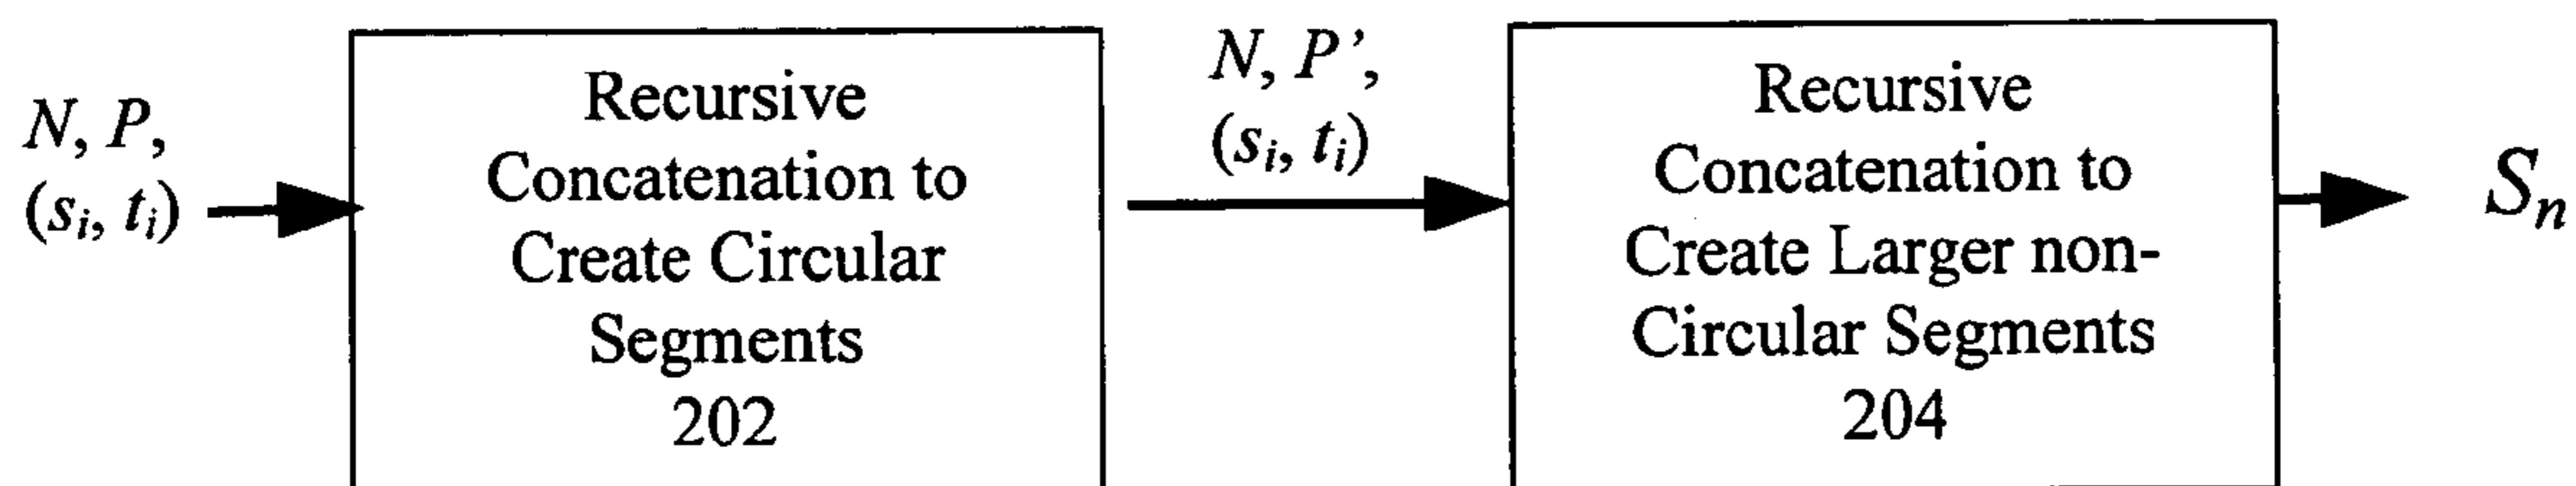 N, P,
(sᵢ, tᵢ)
Recursive
Concatenation to
Create Circular
Segments
202
N, P’,
(sᵢ, tᵢ)
Recursive
Concatenation to
Create Larger non-
Circular Segments
204
Sₙ